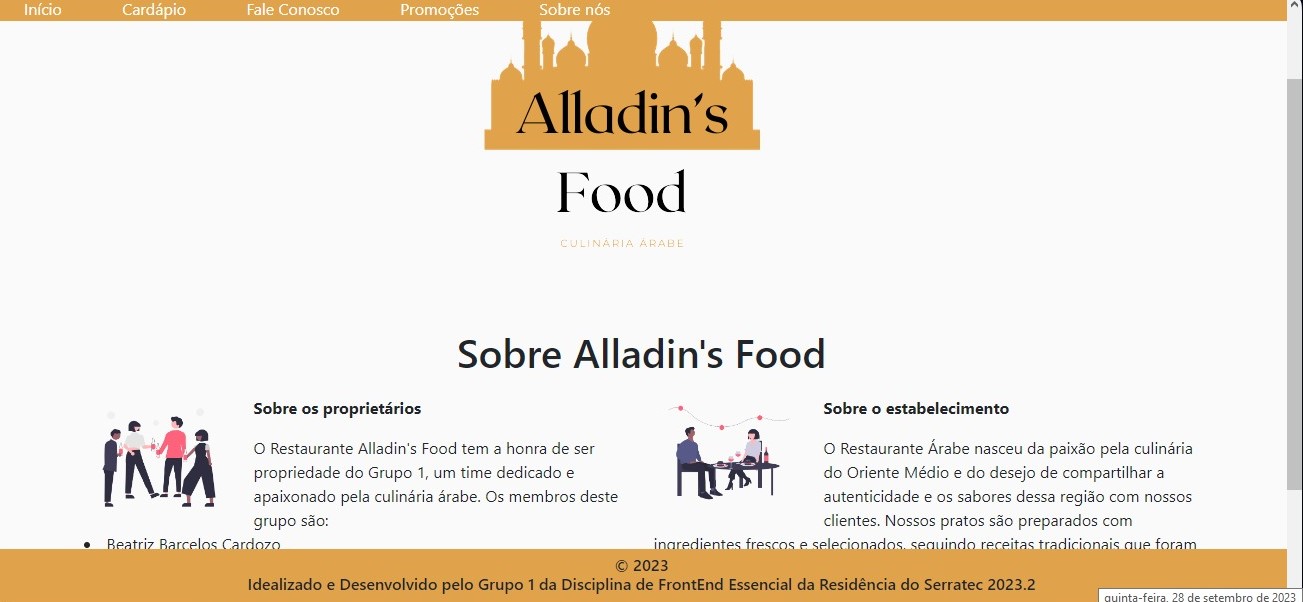 Início Cardápio Fale Conosco Promoções Sobre nós
Alladin's
Food
CULINÁRIA ÁRABE
Sobre Alladin's Food
Sobre os proprietários
O Restaurante Alladin's Food tem a honra de ser
propriedade do Grupo 1, um time dedicado e
apaixonado pela culinária árabe. Os membros deste
grupo são:
Beatriz Barcelos Cardozo
Sobre o estabelecimento
O Restaurante Árabe nasceu da paixão pela culinária
do Oriente Médio e do desejo de compartilhar a
autenticidade e os sabores dessa região com nossos
clientes. Nossos pratos são preparados com
ingredientes frescos e selecionados, seguindo receitas tradicionais que foram
© 2023
Idealizado e Desenvolvido pelo Grupo 1 da Disciplina de FrontEnd Essencial da Residência do Serratec 2023.2
quinta-feira, 28 de setembro de 2023